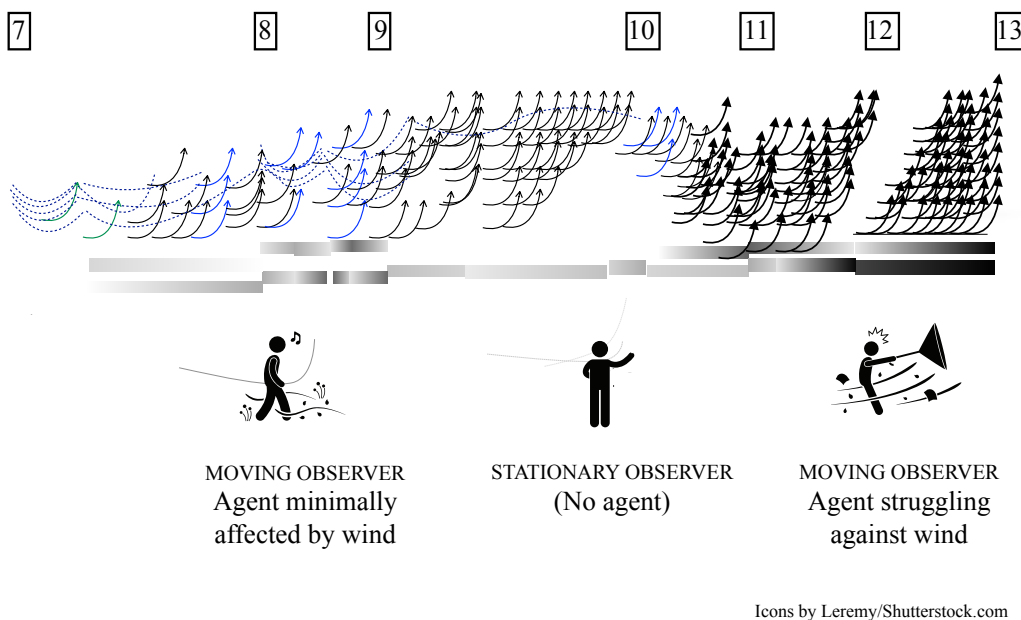 7 8 9 10 11 12 13
MOVING OBSERVER
Agent minimally
affected by wind
STATIONARY OBSERVER
(No agent)
MOVING OBSERVER
Agent struggling
against wind
Icons by Leremy/Shutterstock.com